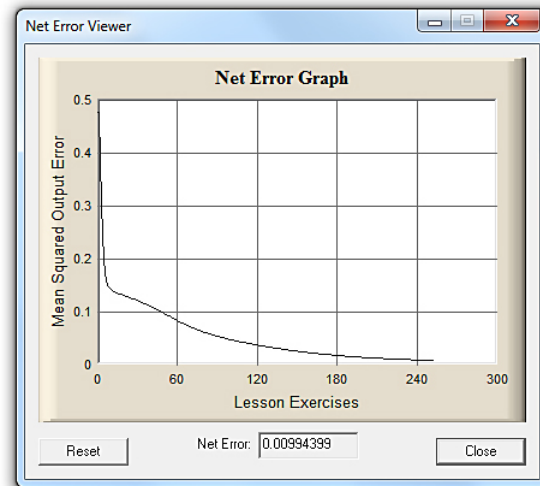 Net Error Viewer
Net Error Graph
Mean Squared Output Error
0.5
0.4
0.3
0.2
0.1
0
0 60 120 180 240 300
Lesson Exercises
Reset Net Error: 0.00994399 Close